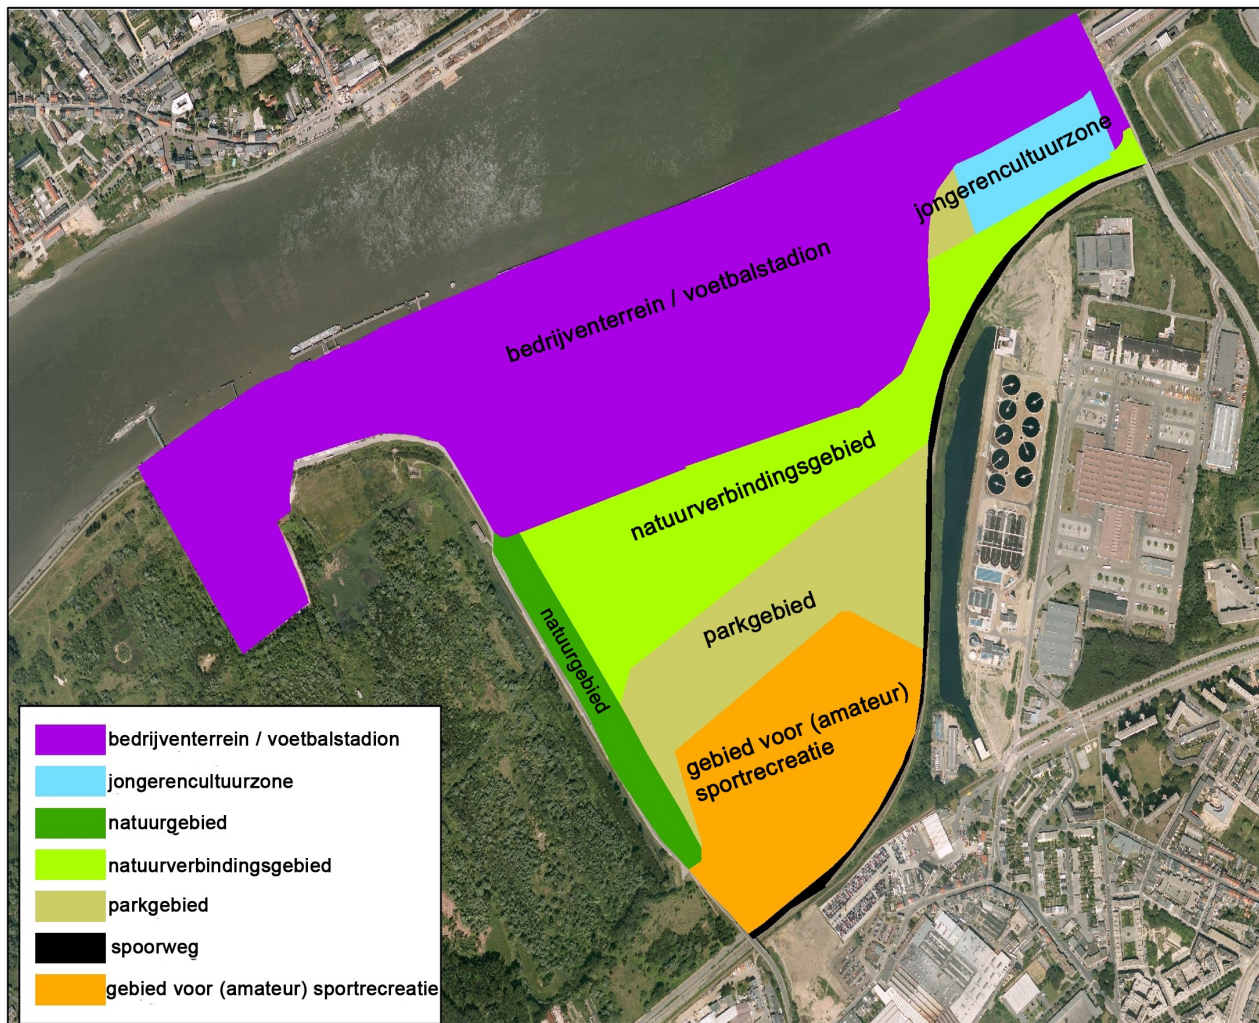 jongerencultuurzone
bedrijventerrein / voetbalstadion
natuurverbindingsgebied
natuurgebied
parkgebied
gebied voor (amateur)
sportrecreatie
bedrijventerrein / voetbalstadion
jongerencultuurzone
natuurgebied
natuurverbindingsgebied
parkgebied
spoorweg
gebied voor (amateur) sportrecreatie